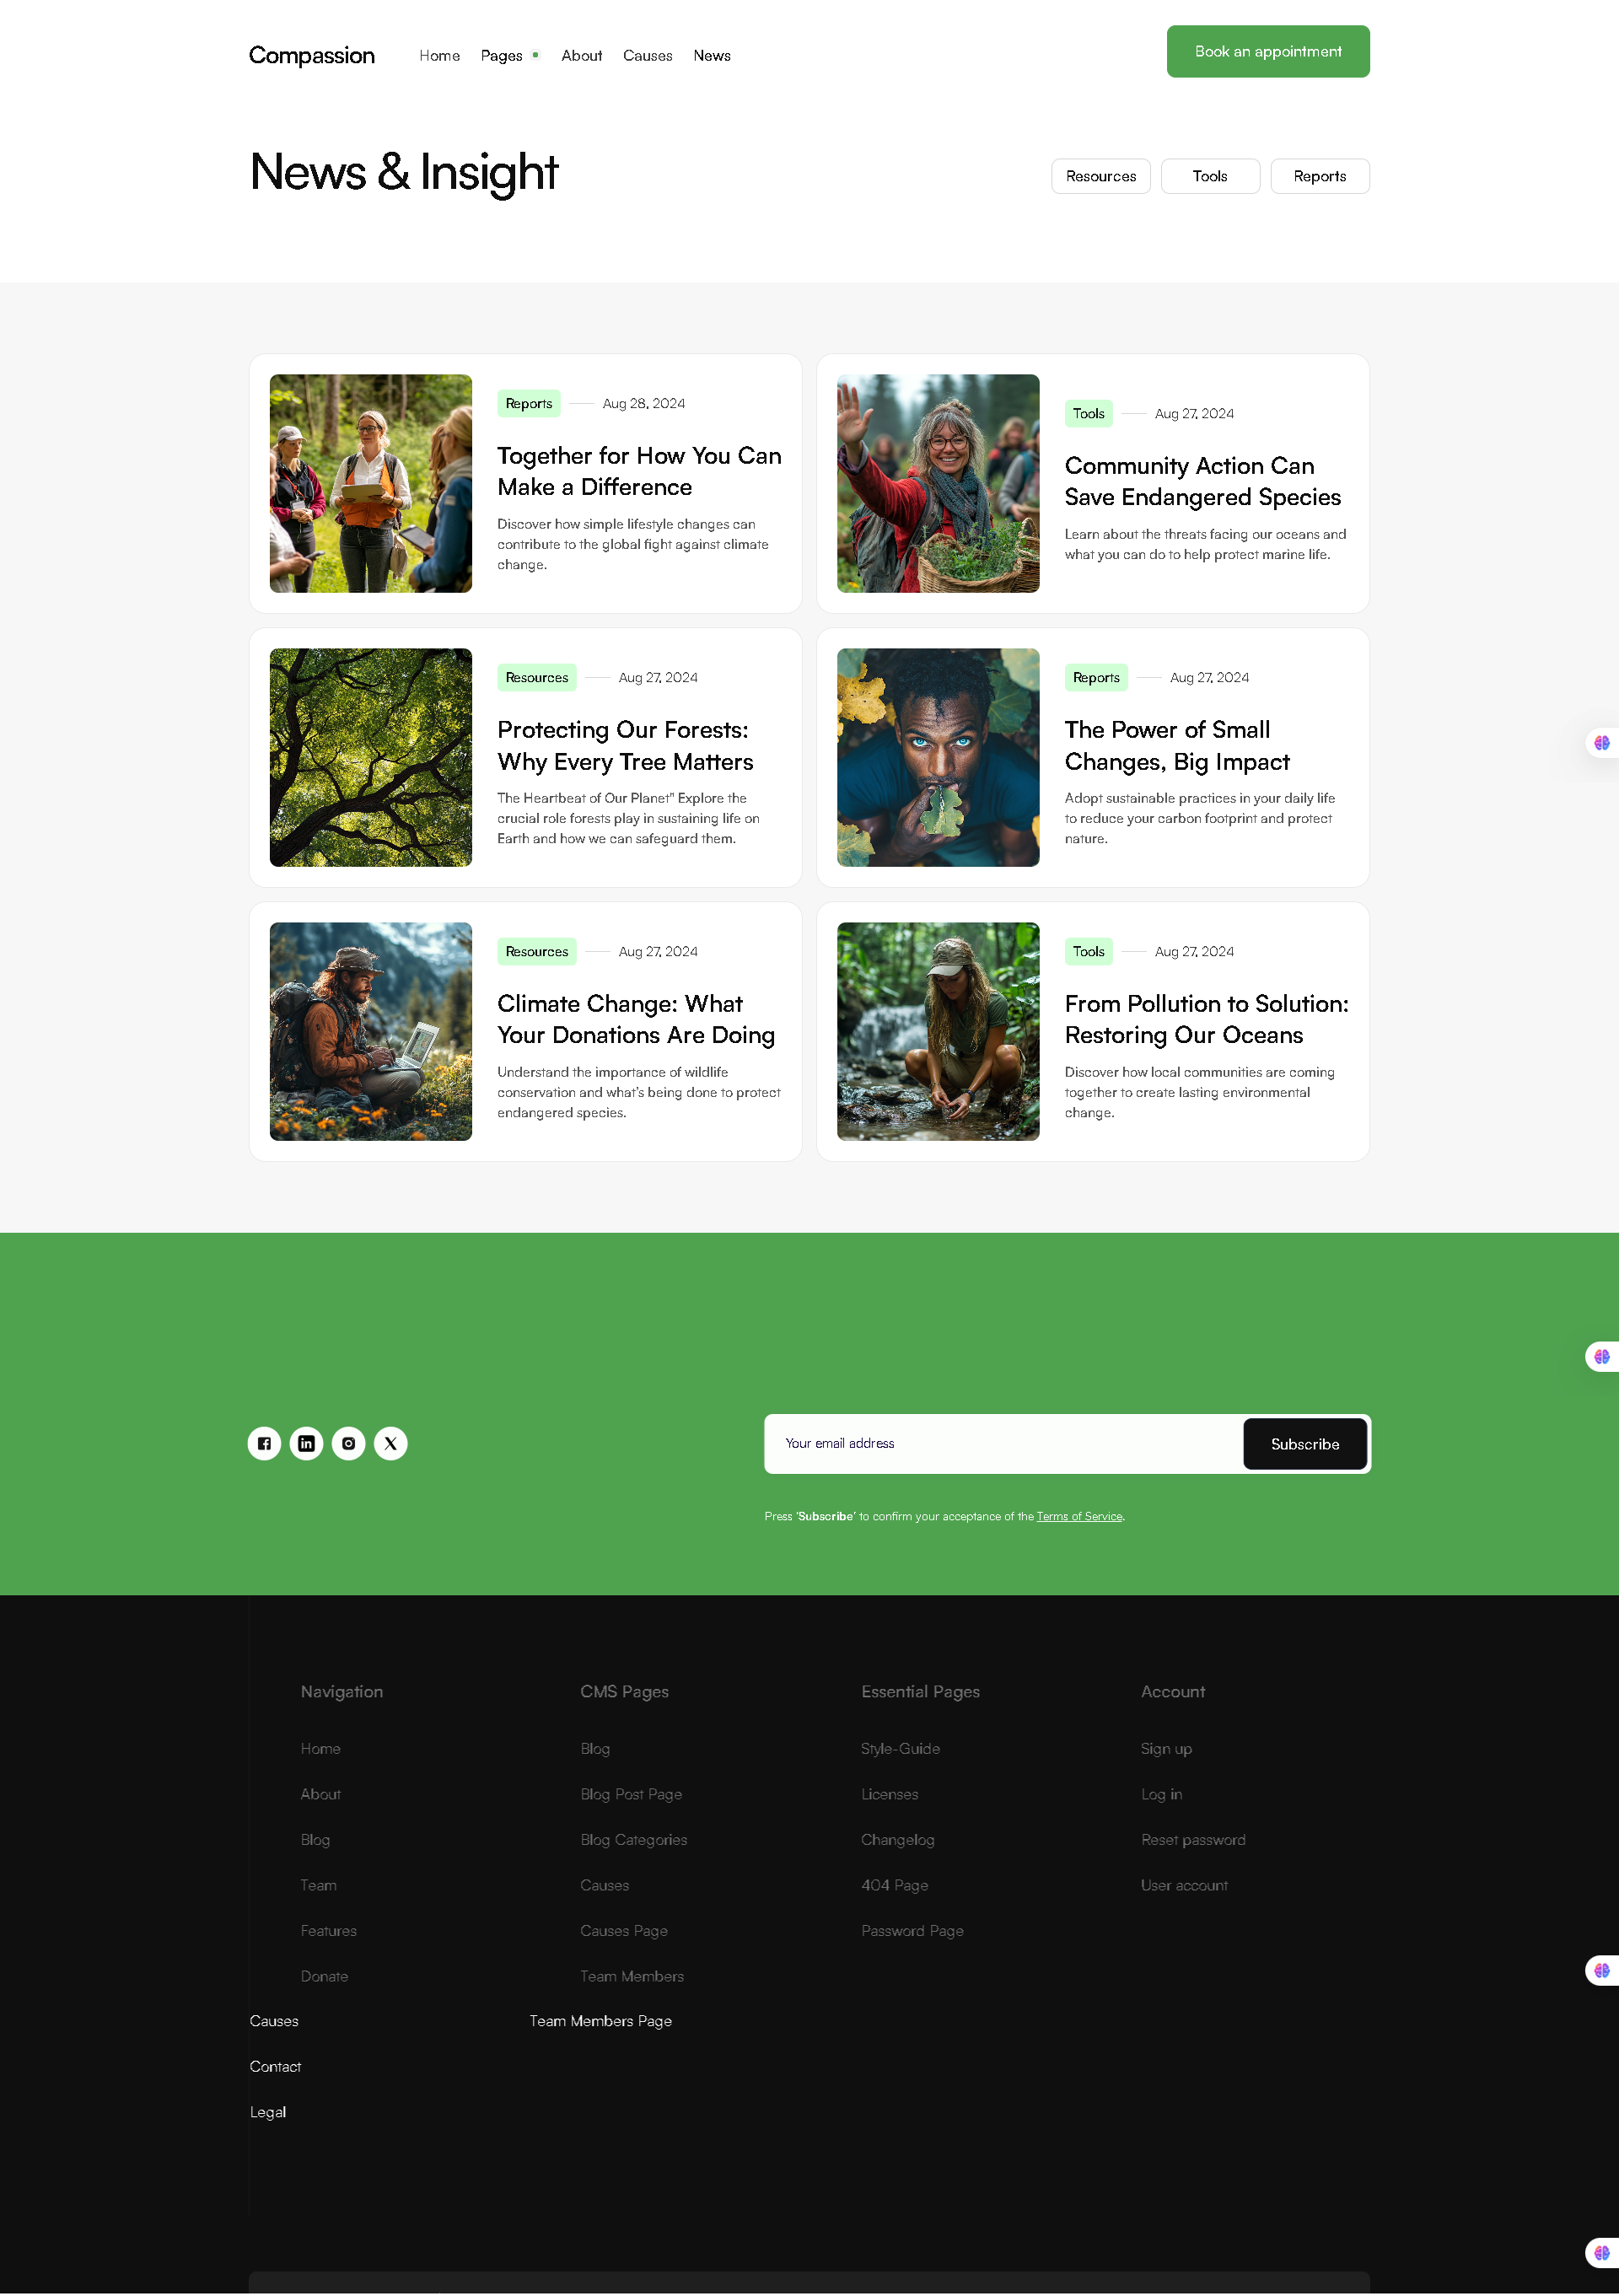 Compassion
Home Pages About Causes News
Book an appointment
News & Insight
Resources Tools Reports
Reports Aug 28, 2024
Together for How You Can
Make a Difference
Discover how simple lifestyle changes can
contribute to the global fight against climate
change.
Tools Aug 27, 2024
Community Action Can
Save Endangered Species
Learn about the threats facing our oceans and
what you can do to help protect marine life.
Resources Aug 27, 2024
Protecting Our Forests:
Why Every Tree Matters
The Heartbeat of Our Planet" Explore the
crucial role forests play in sustaining life on
Earth and how we can safeguard them.
Reports Aug 27, 2024
The Power of Small
Changes, Big Impact
Adopt sustainable practices in your daily life
to reduce your carbon footprint and protect
nature.
Resources Aug 27, 2024
Climate Change: What
Your Donations Are Doing
Understand the importance of wildlife
conservation and what's being done to protect
endangered species.
Tools Aug 27, 2024
From Pollution to Solution:
Restoring Our Oceans
Discover how local communities are coming
together to create lasting environmental
change.
Your email address
Subscribe
Press 'Subscribe' to confirm your acceptance of the Terms of Service.
Navigation
Home
About
Blog
Team
Features
Donate
Causes
Contact
Legal
CMS Pages
Blog
Blog Post Page
Blog Categories
Causes
Causes Page
Team Members
Team Members Page
Essential Pages
Style-Guide
Licenses
Changelog
404 Page
Password Page
Account
Sign up
Log in
Reset password
User account